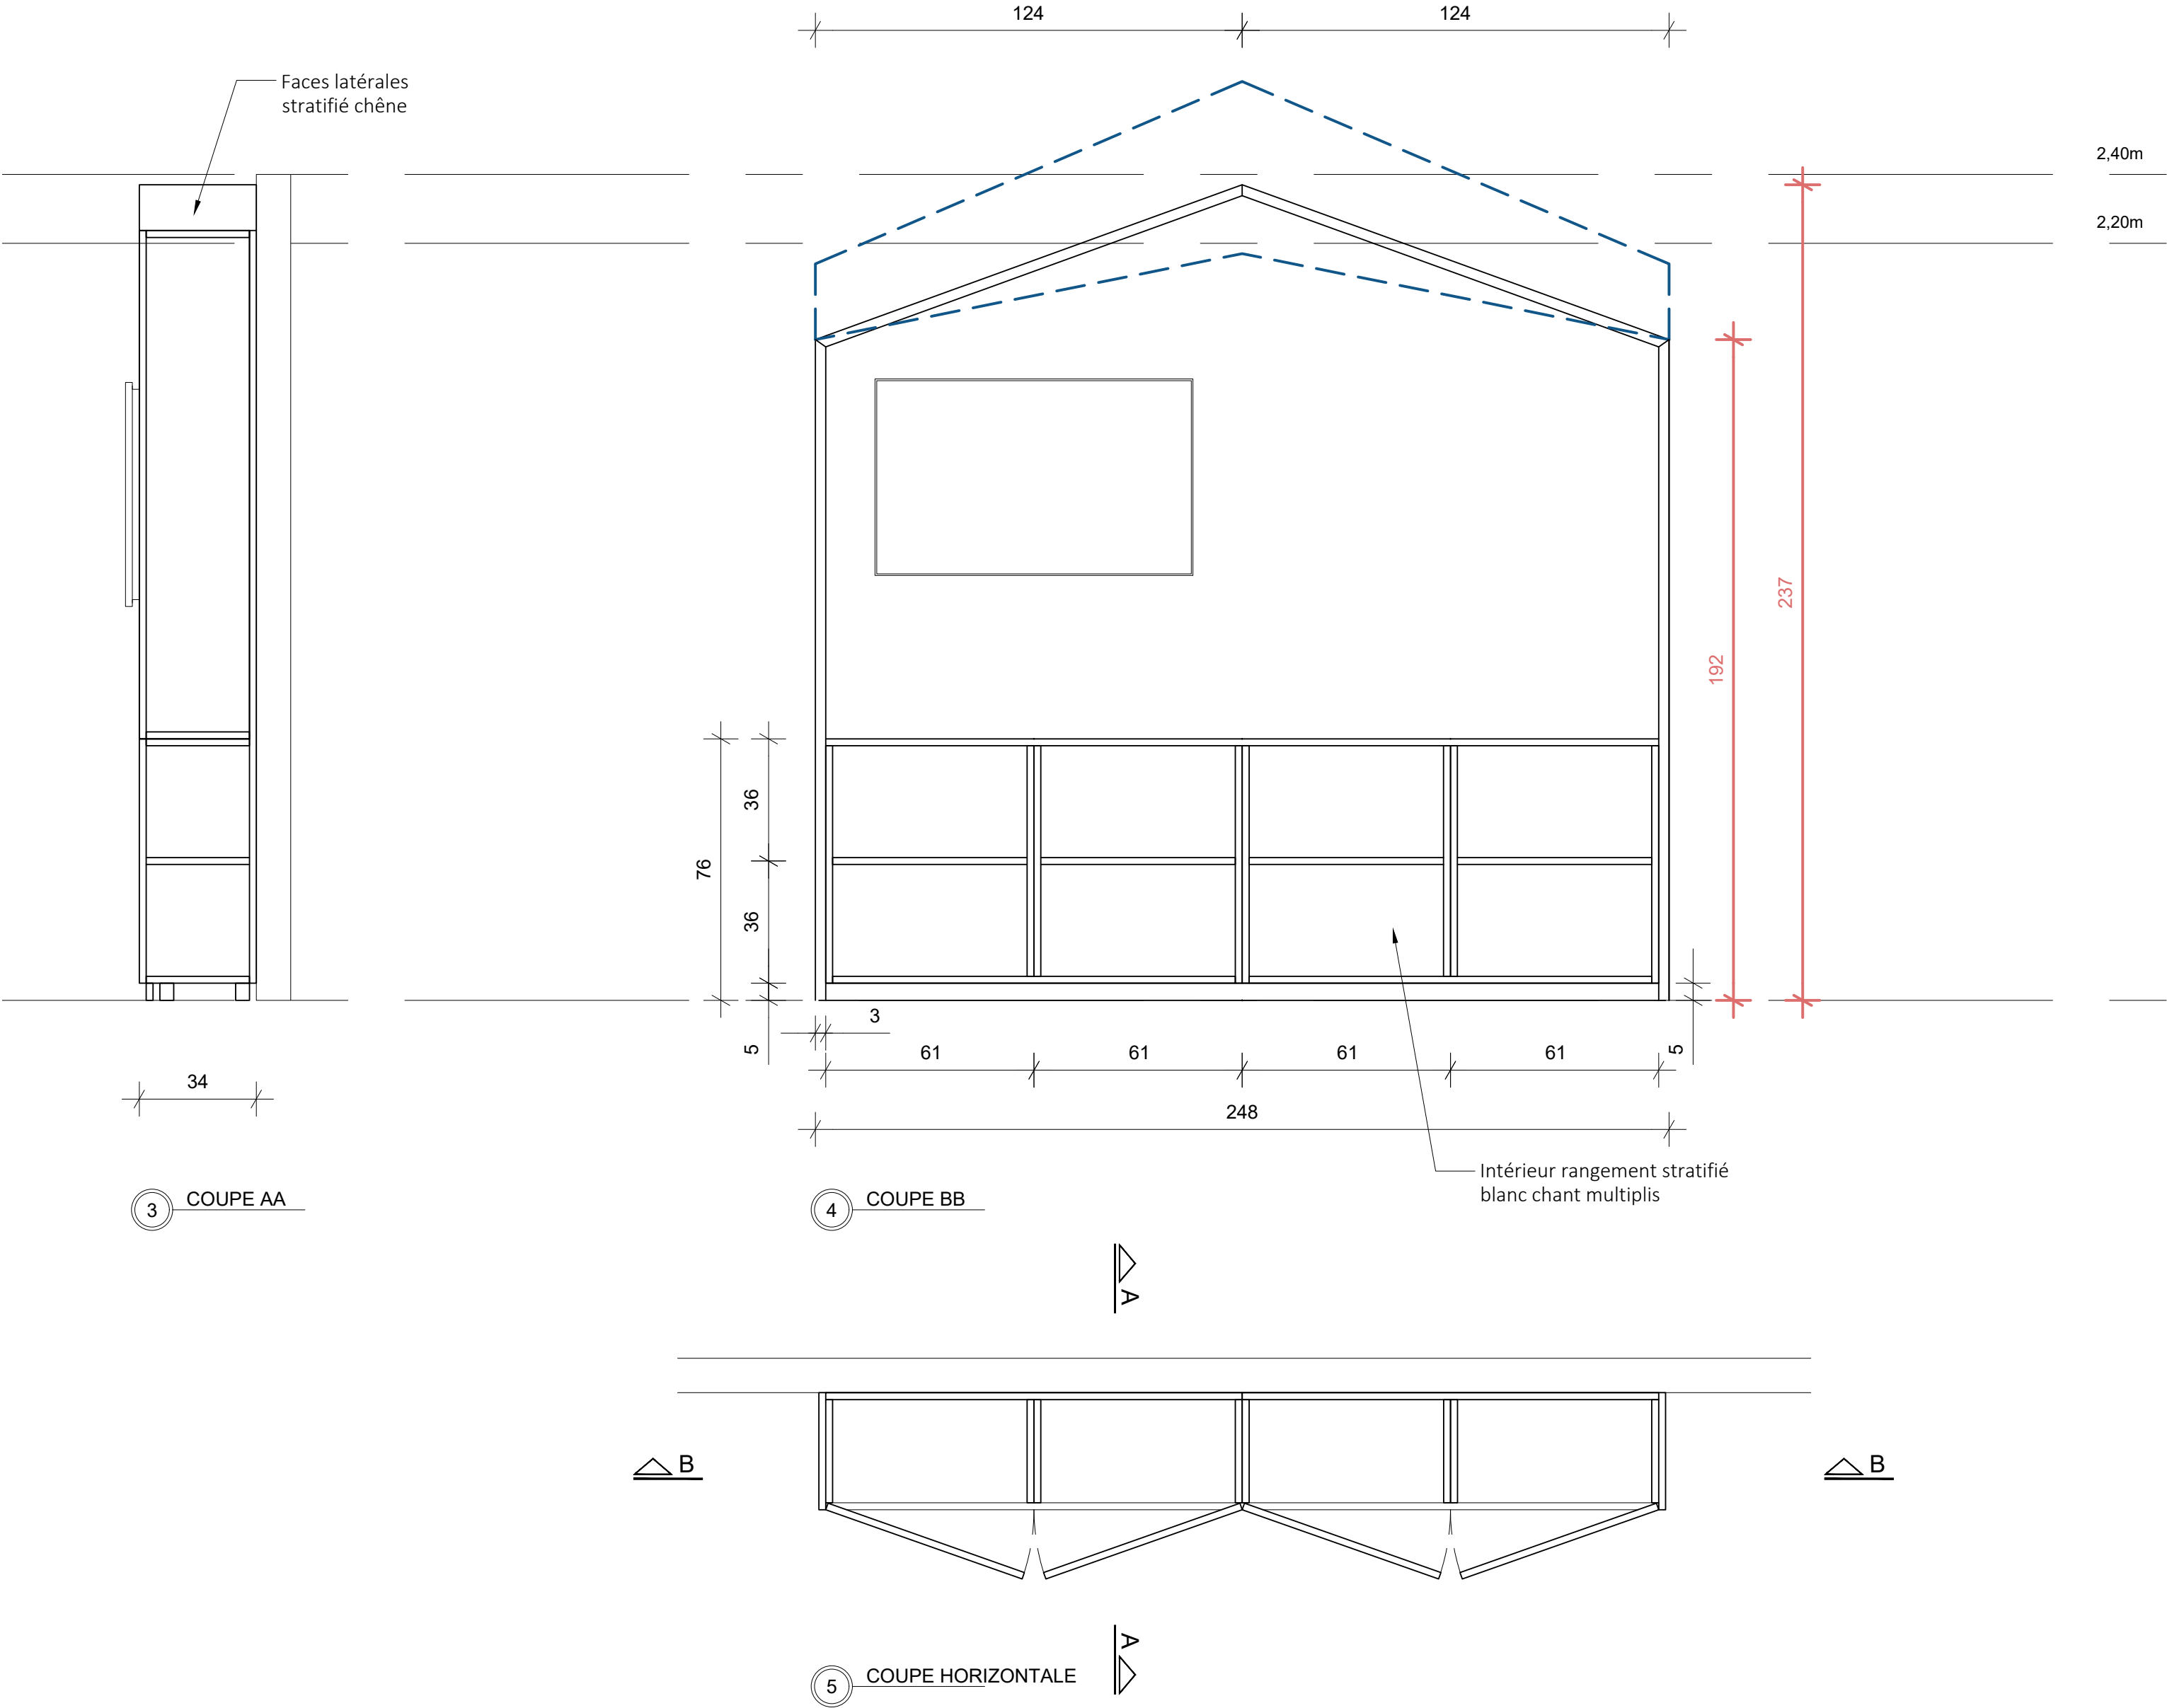 124
124
Faces latérales
stratifié chêne
2,40m
2,20m
237
192
36
76
36
3
5
61
61
61
61
5
34
248
Intérieur rangement stratifié
blanc chant multiplis
3 COUPE AA
4 COUPE BB
A
B
B
A
5 COUPE HORIZONTALE